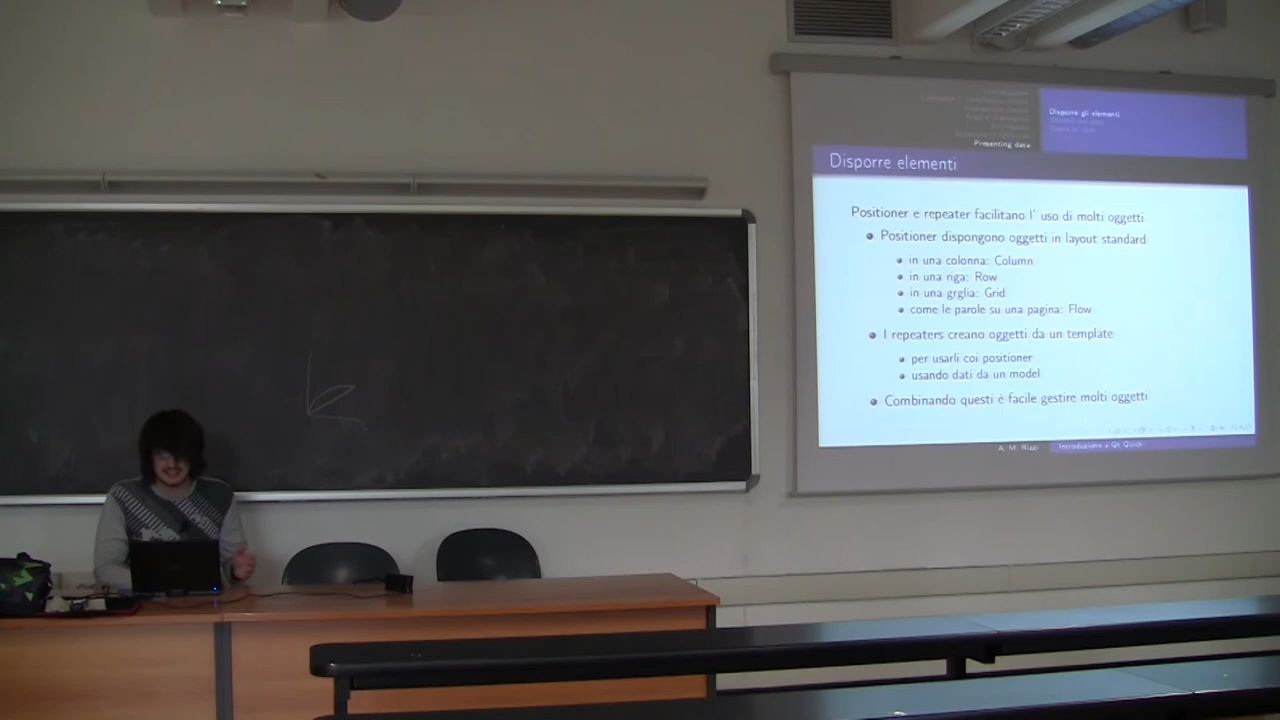 Presenting data
Disporre gli elementi
Disporre elementi
Positioner e repeater facilitano l' uso di molti oggetti
Positioner dispongono oggetti in layout standard
in una colonna: Column
in una riga: Row
in una grglia: Grid
come le parole su una pagina: Flow
I repeaters creano oggetti da un template
per usarli coi positioner
usando dati da un model
Combinando questi è facile gestire molti oggetti
A. M. Rizzi
Introduzione a Qt Quick